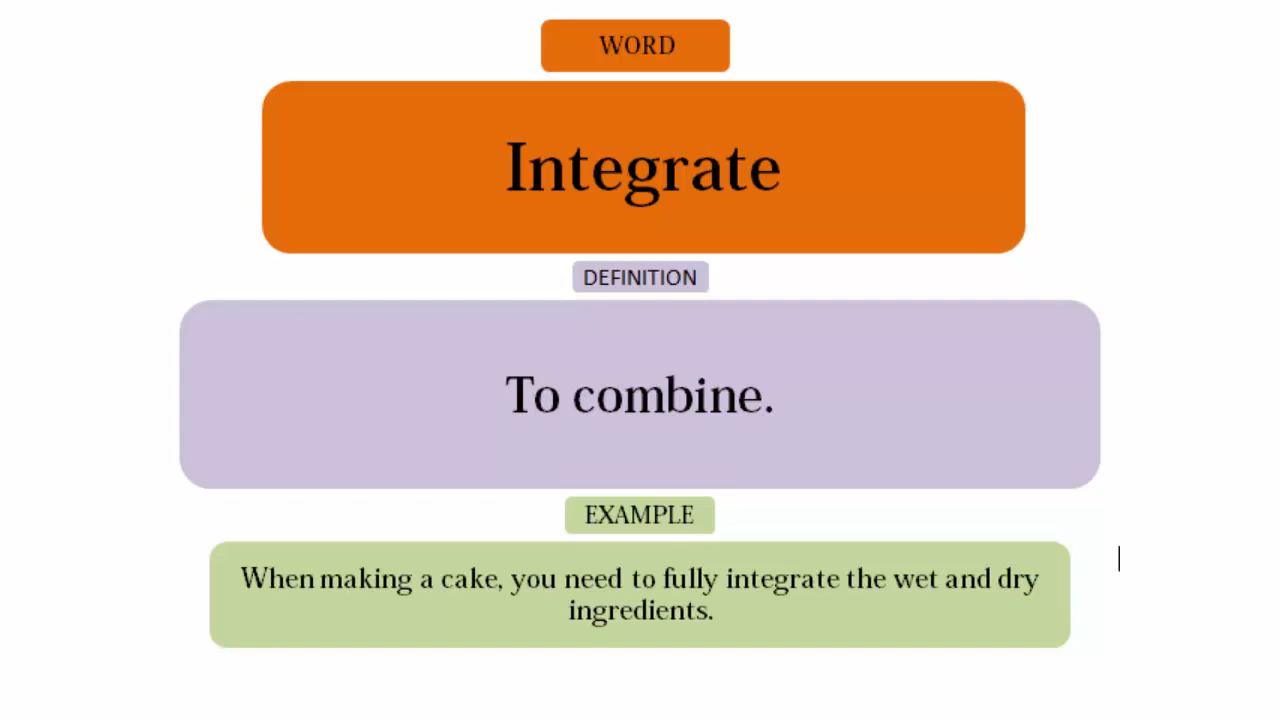 WORD
Integrate
DEFINITION
To combine.
EXAMPLE
When making a cake, you need to fully integrate the wet and dry
ingredients.